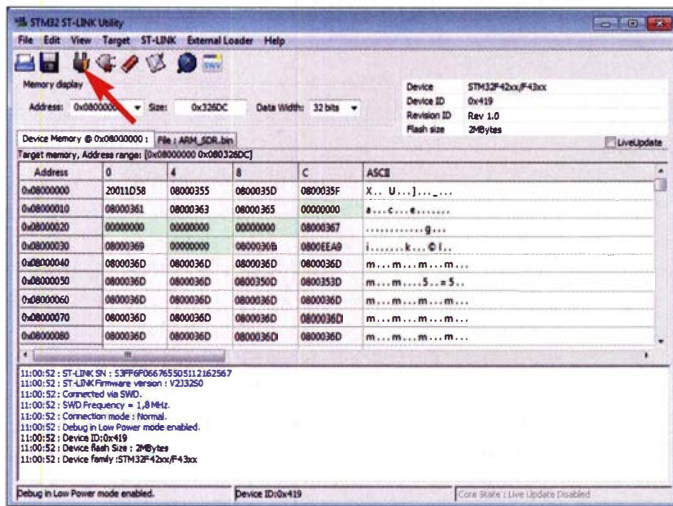 STM32 ST-LINK Utility
File Edit View Target ST-LINK External Loader Help
Memory display
Address: Size: 0x326DC Data Width: 32 bits
Device STM32F42xx/F43xx
Device ID 0x419
Revision ID Rev 1.0
Flash size 2MBytes
LiveUpdate
Device Memory @ 0x08000000 : File : ARM_SDR.bin
Target memory, Address range: [0x08000000 0x080326DC]
Address 0 4 8 C ASCII
0x08000000 20011D58 08000355 0800035D 0800035F X.. U...]..._...
0x08000010 08000361 08000363 08000365 00000000 a...c...e.......
0x08000020 00000000 00000000 00000000 08000367 ............g...
0x08000030 08000369 00000000 0800036B 0800EEA9 i.......k...©î..
0x08000040 0800036D 0800036D 0800036D 0800036D m...m...m...m...
0x08000050 0800036D 0800036D 0800350D 0800353D m...m....5..=5..
0x08000060 0800036D 0800036D 0800036D 0800036D m...m...m...m...
0x08000070 0800036D 0800036D 0800036D 0800036D m...m...m...m...
0x08000080 0800036D 0800036D 0800036D 0800036D m...m...m...m...
11:00:52 : ST-LINK SN : 53FF6F066765505112162567
11:00:52 : ST-LINK Firmware version : V2J32S0
11:00:52 : Connected via SWD.
11:00:52 : SWD Frequency = 1,8 MHz.
11:00:52 : Connection mode : Normal.
11:00:52 : Debug in Low Power mode enabled.
11:00:52 : Device ID:0x419
11:00:52 : Device flash Size : 2MBytes
11:00:52 : Device family :STM32F42xx/F43xx
Debug in Low Power mode enabled. Device ID:0x419 Core State : Live Update Disabled